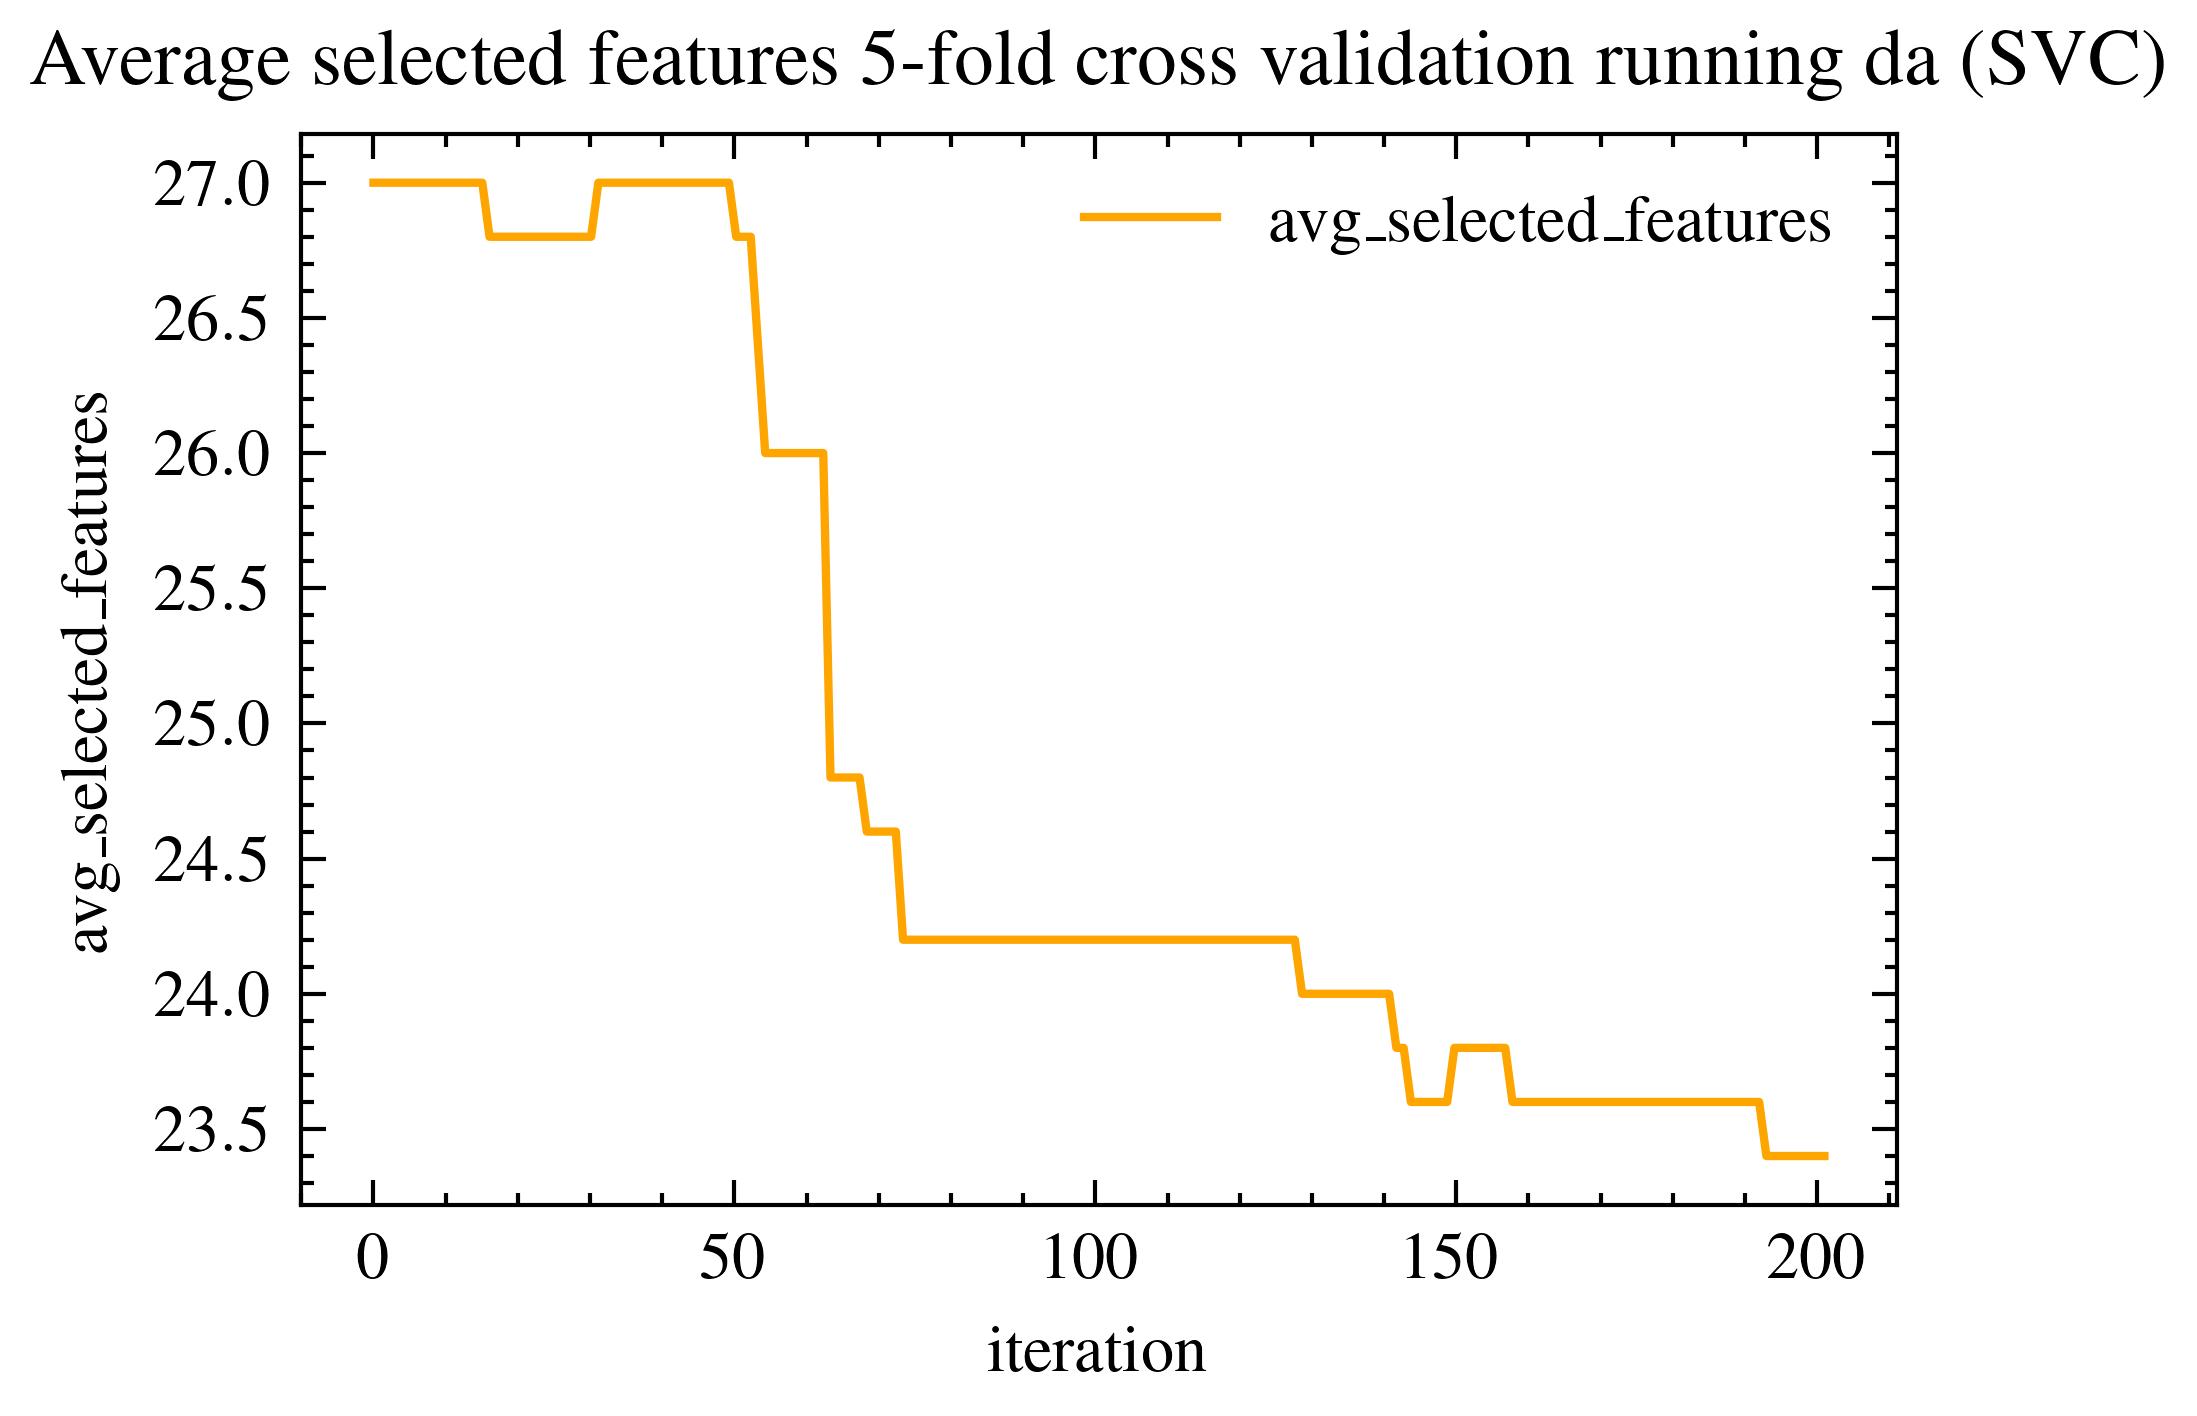 Average selected features 5-fold cross validation running da (SVC)
avg_selected_features
27.0
26.5
26.0
25.5
25.0
24.5
24.0
23.5
avg_selected_features
0 50 100 150 200
iteration